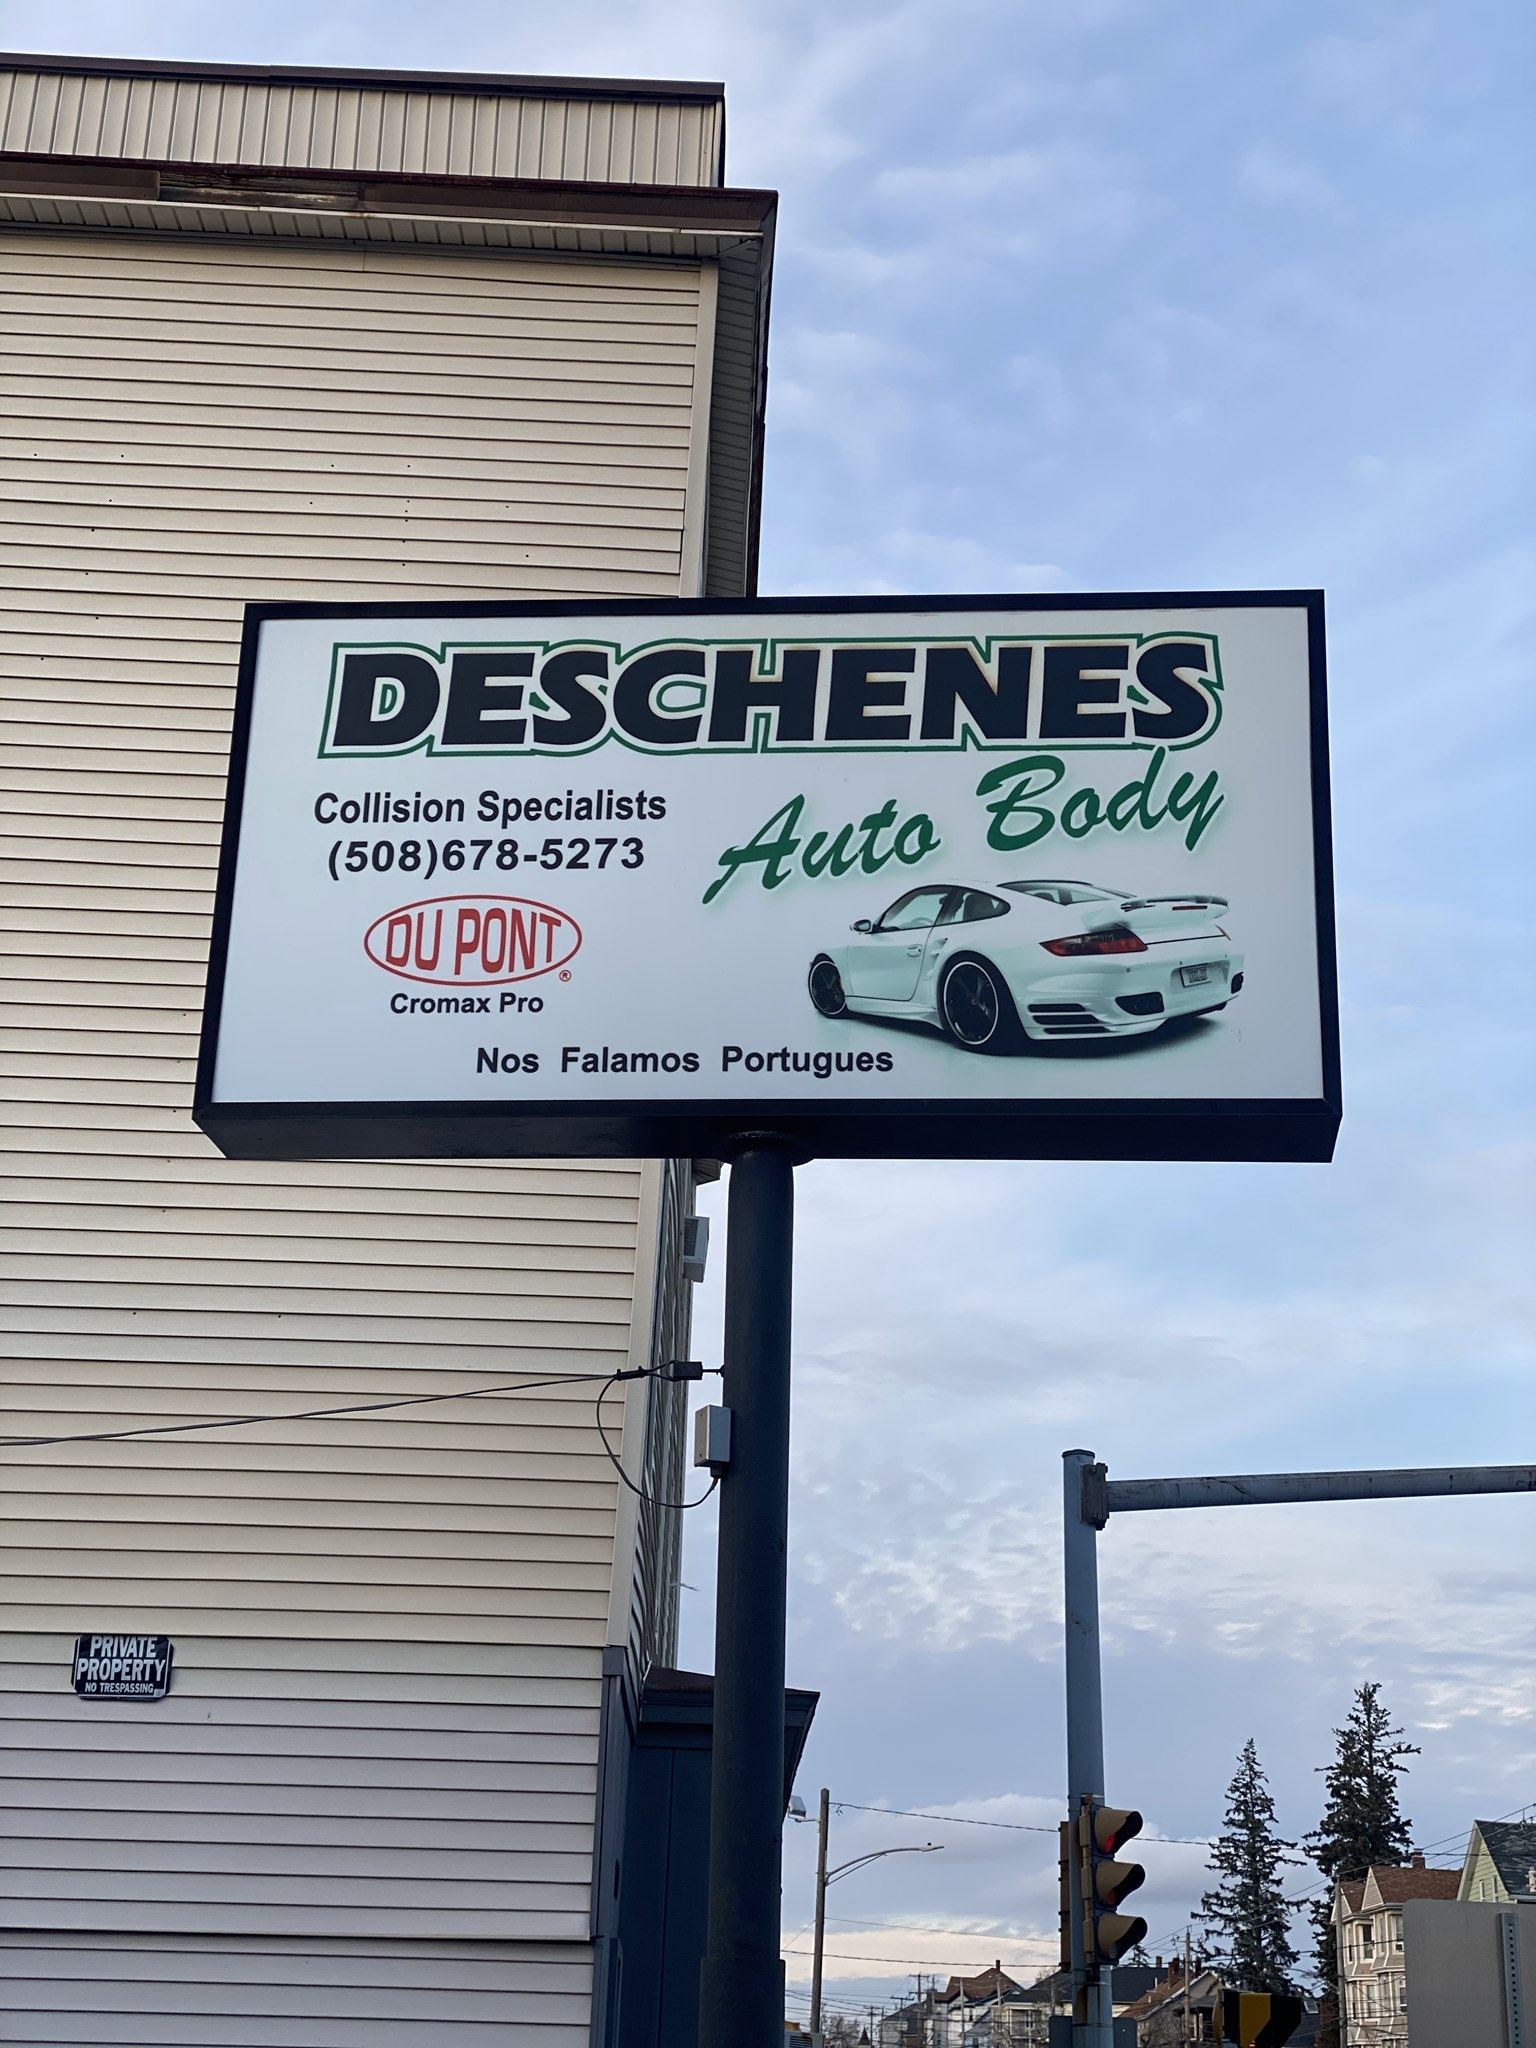 DESCHENES
Auto Body
Collision Specialists
(508)678-5273
DU PONT®
Cromax Pro
Nos Falamos Portugues
PRIVATE
PROPERTY
NO TRESPASSING